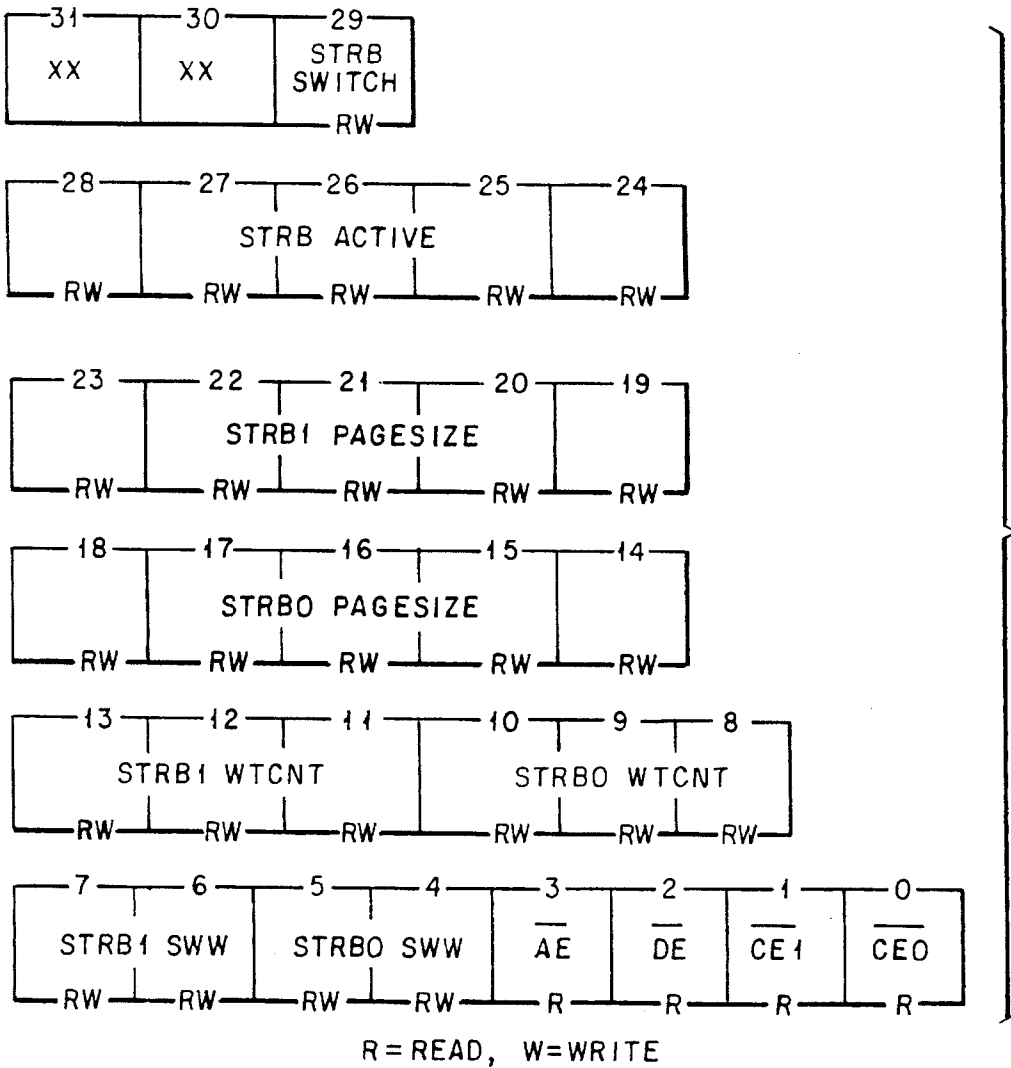 31 30 29
XX XX STRB SWITCH
RW
28 27 26 25 24
STRB ACTIVE
RW RW RW RW RW
23 22 21 20 19
STRB1 PAGESIZE
RW RW RW RW RW
18 17 16 15 14
STRB0 PAGESIZE
RW RW RW RW RW
13 12 11 10 9 8
STRB1 WTCNT STRB0 WTCNT
RW RW RW RW RW RW
7 6 5 4 3 2 1 0
STRB1 SWW STRB0 SWW A̅E̅ D̅E̅ C̅E̅1̅ C̅E̅0̅
RW RW RW RW R R R R
R=READ, W=WRITE